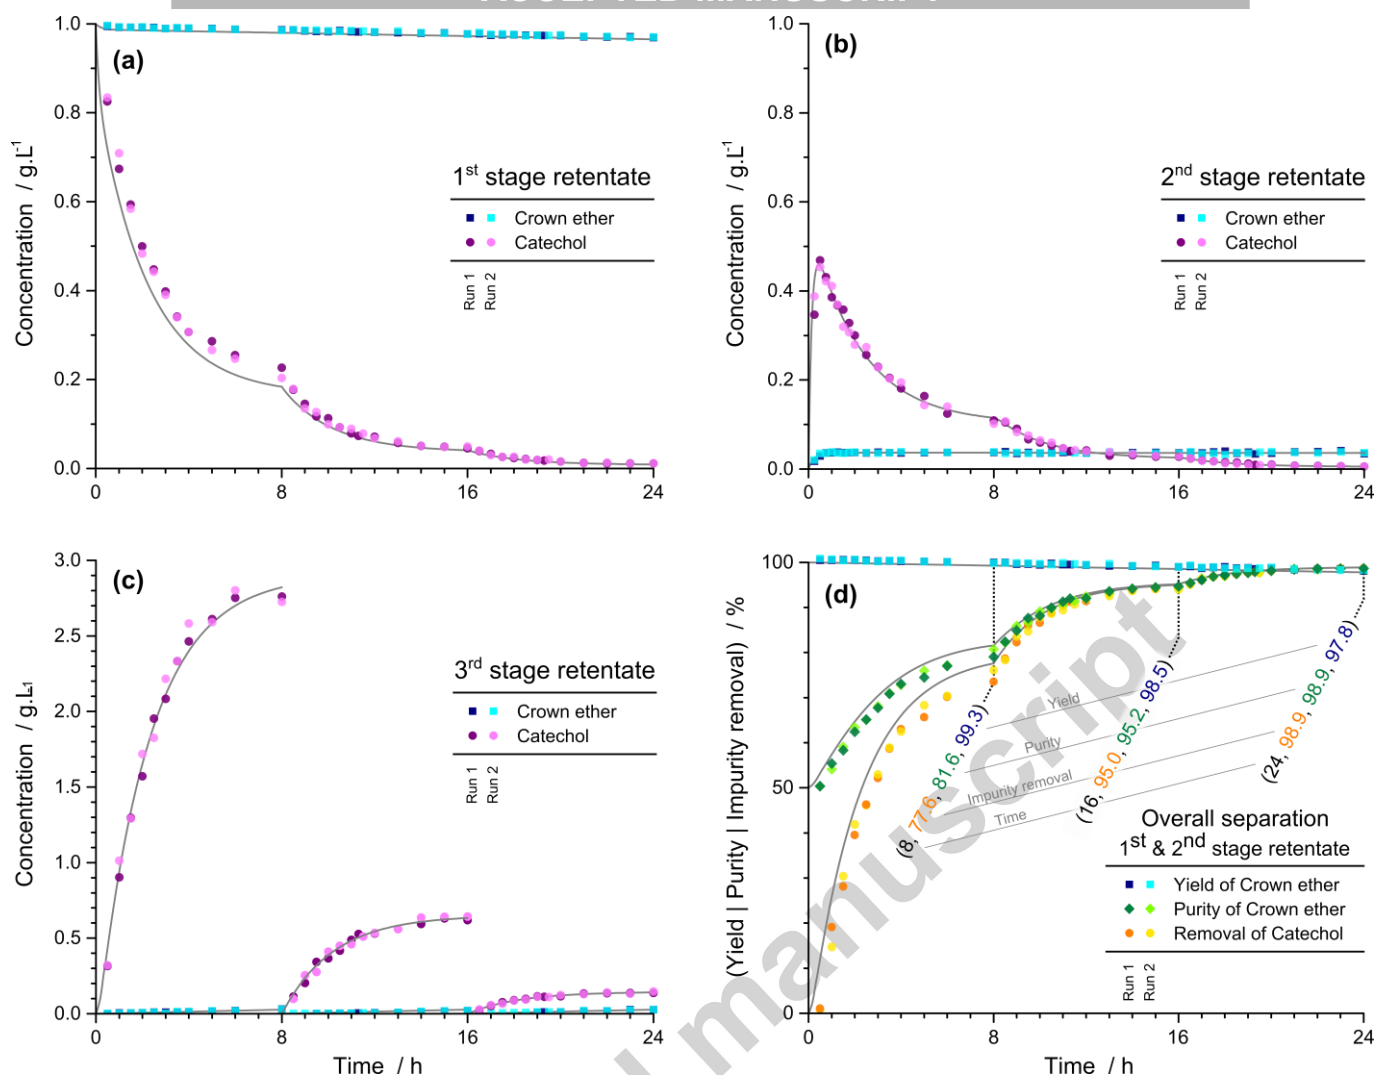 ACCEPTED MANUSCRIPT
(a)
Concentration / g.L-1
1.0
0.8
0.6
0.4
0.2
0.0
0
8
16
24
1st stage retentate
Crown ether
Catechol
Run 1
Run 2
(b)
Concentration / g.L-1
1.0
0.8
0.6
0.4
0.2
0.0
0
8
16
24
2nd stage retentate
Crown ether
Catechol
Run 1
Run 2
(c)
Concentration / g.L1
3.0
2.5
2.0
1.5
1.0
0.5
0.0
0
8
16
24
Time / h
3rd stage retentate
Crown ether
Catechol
Run 1
Run 2
(d)
(Yield | Purity | Impurity removal) / %
100
50
0
0
8
16
24
Time / h
Yield
Purity
Impurity removal
Time
(8, 77.6, 81.6, 99.3)
(16, 95.0, 95.2, 98.5)
(24, 98.9, 98.9, 97.8)
Overall separation
1st & 2nd stage retentate
Yield of Crown ether
Purity of Crown ether
Removal of Catechol
Run 1
Run 2
manuscript